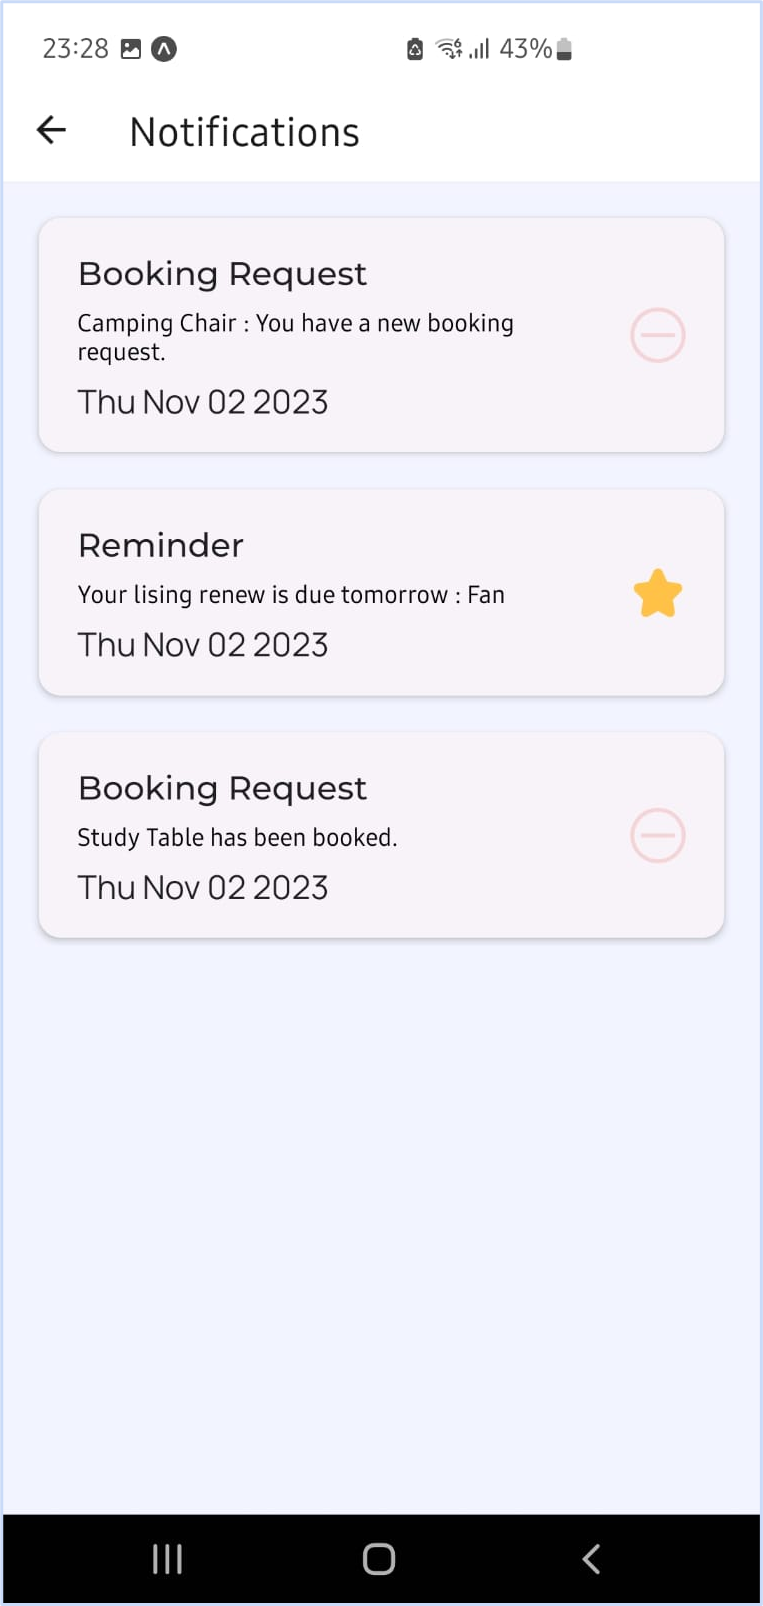 23:28 43%
Notifications
Booking Request
Camping Chair : You have a new booking
request.
Thu Nov 02 2023
Reminder
Your lising renew is due tomorrow : Fan
Thu Nov 02 2023
Booking Request
Study Table has been booked.
Thu Nov 02 2023